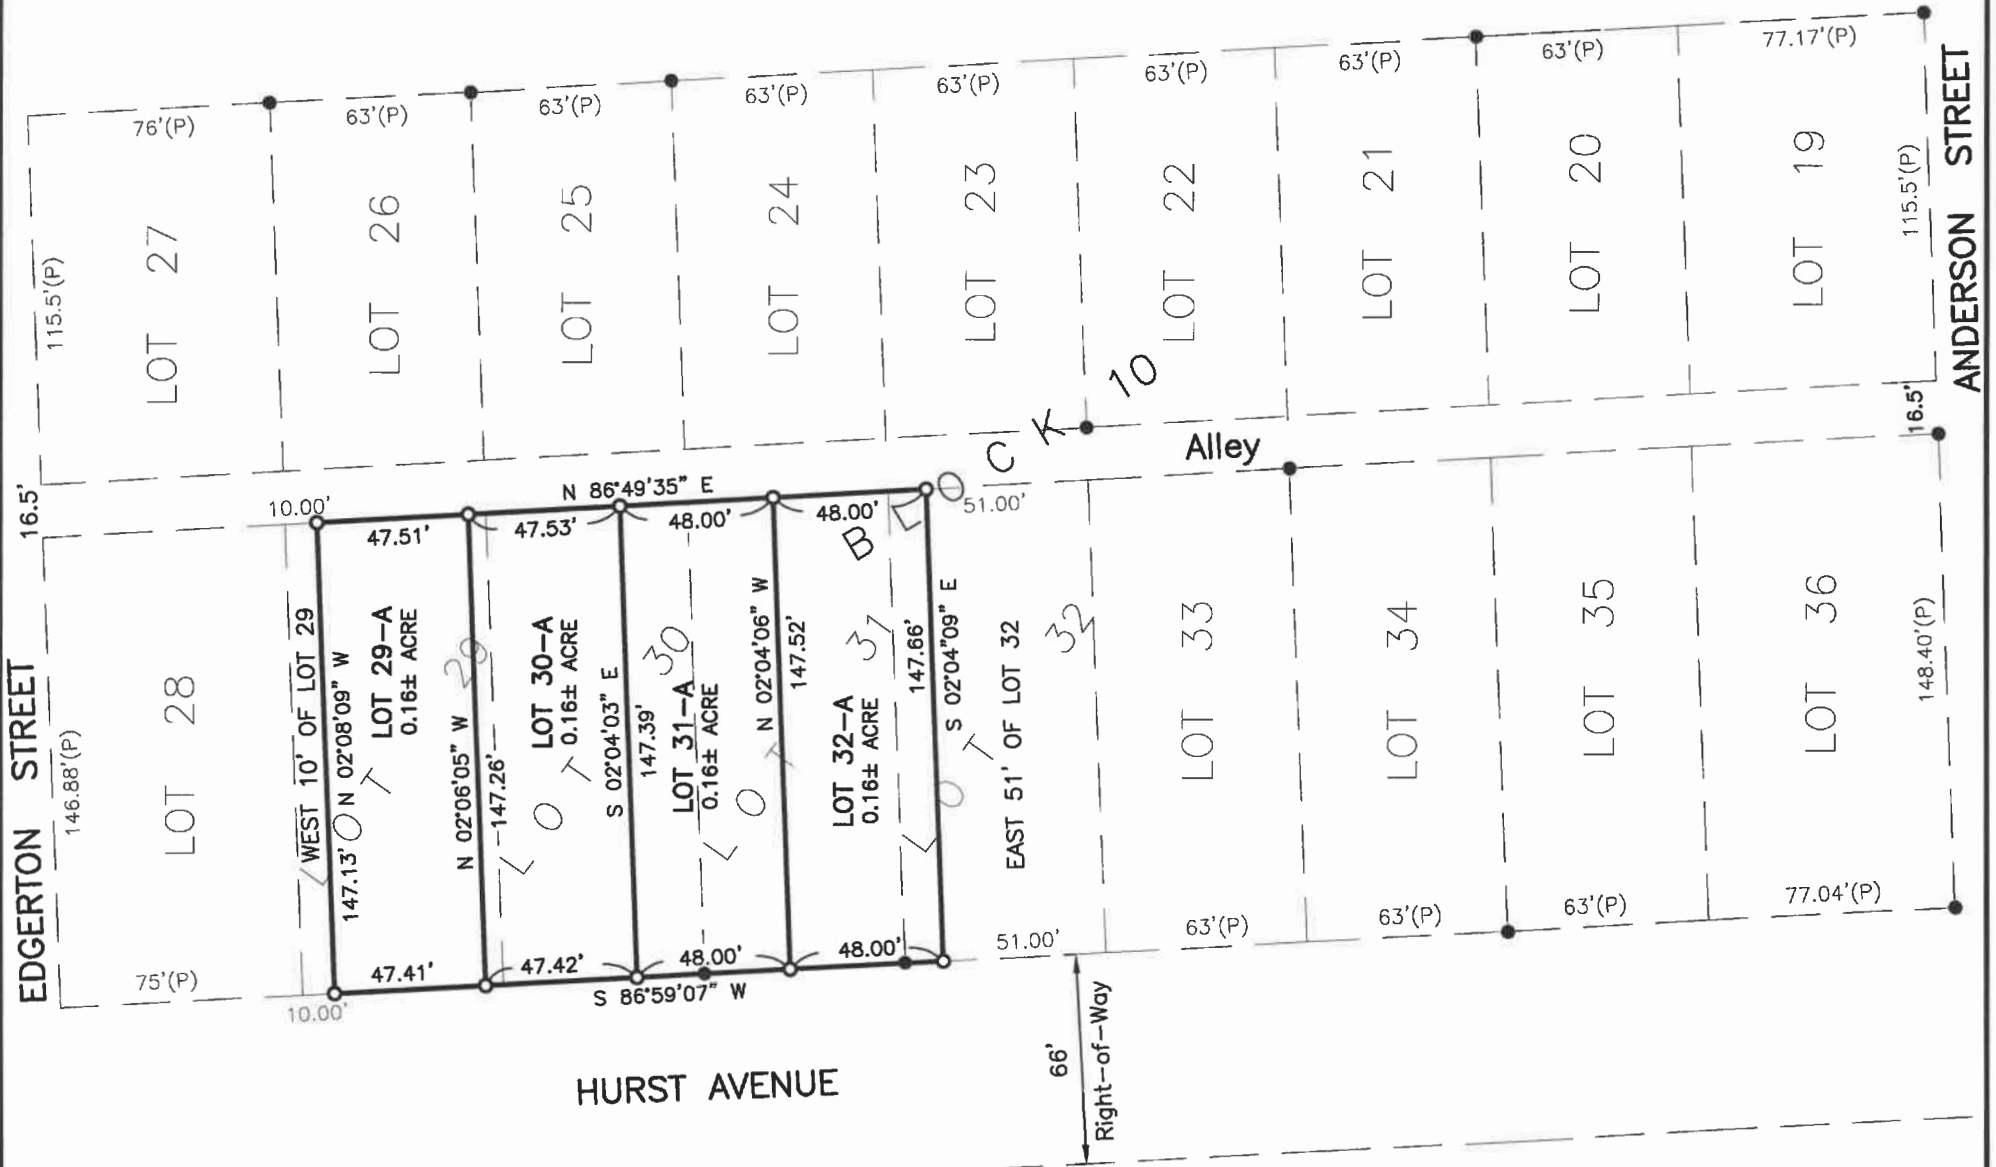 76'(P)
63'(P)
63'(P)
63'(P)
63'(P)
63'(P)
63'(P)
63'(P)
77.17'(P)
115.5'(P)
LOT 27
LOT 26
LOT 25
LOT 24
LOT 23
LOT 22
LOT 21
LOT 20
LOT 19
115.5'(P)
ANDERSON STREET
BLOCK 10
Alley
16.5'
16.5'
EDGERTON STREET
146.88'(P)
LOT 28
75'(P)
10.00'
N 86°49'35" E
47.51'
47.53'
48.00'
48.00'
51.00'
WEST 10' OF LOT 29
N 02°08'09" W
147.13'
LOT 29
LOT 29-A
0.16± ACRE
N 02°06'05" W
147.26'
LOT 30-A
0.16± ACRE
LOT 30
S 02°04'03" E
147.39'
LOT 31-A
0.16± ACRE
LOT 31
N 02°04'06" W
147.52'
LOT 32-A
0.16± ACRE
147.66'
S 02°04"09" E
LOT 32
EAST 51' OF LOT 32
LOT 33
LOT 34
LOT 35
LOT 36
148.40'(P)
63'(P)
63'(P)
63'(P)
77.04'(P)
10.00'
47.41'
47.42'
48.00'
48.00'
51.00'
S 86°59'07" W
HURST AVENUE
66'
Right-of-Way